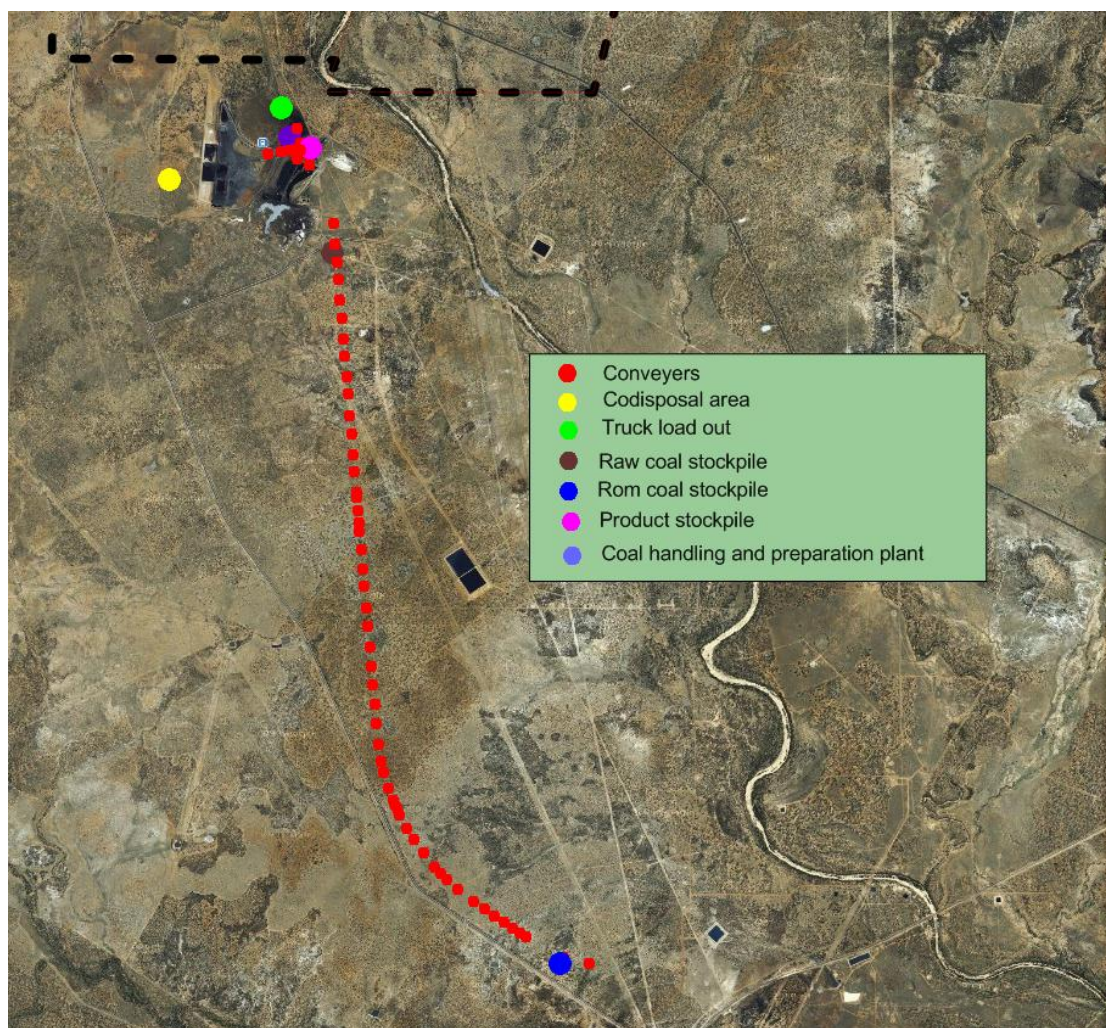 Conveyers
Codisposal area
Truck load out
Raw coal stockpile
Rom coal stockpile
Product stockpile
Coal handling and preparation plant